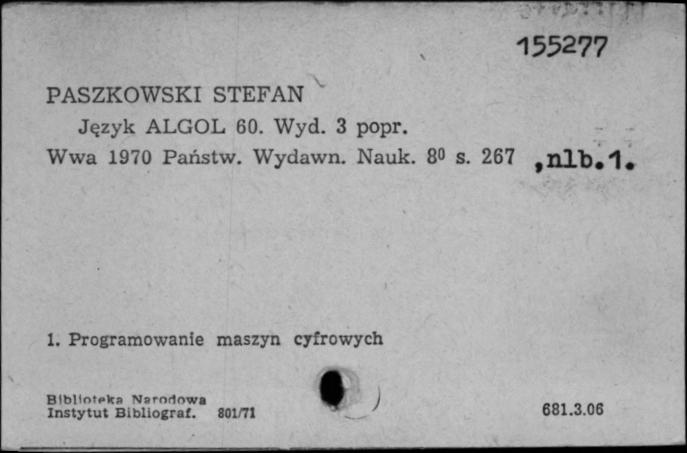 155277
PASZKOWSKI STEFAN
Język ALGOL 60. Wyd. 3 popr.
Wwa 1970 Państw. Wydawn. Nauk. 8⁰ s. 267 ,nlb.1.
1. Programowanie maszyn cyfrowych
Biblioteka Narodowa
Instytut Bibliograf. 801/71
681.3.06